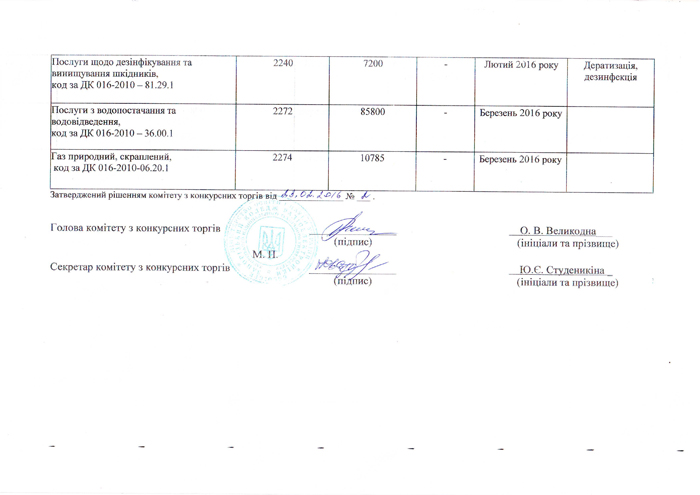 Послуги щодо дезінфікування та 2240 7200 - Лютий 2016 року Дератизація,
винищування шкідників, дезинфекція
код за ДК 016-2010 – 81.29.1
Послуги з водопостачання та 2272 85800 - Березень 2016 року
водовідведення,
код за ДК 016-2010 – 36.00.1
Газ природний, скраплений, 2274 10785 - Березень 2016 року
код за ДК 016-2010-06.20.1
Затверджений рішенням комітету з конкурсних торгів від 23.02.2016 № 2.
Голова комітету з конкурсних торгів О. В. Великодна
(підпис) (ініціали та прізвище)
М. П.
Секретар комітету з конкурсних торгів Ю.Є. Студеникіна
(підпис) (ініціали та прізвище)